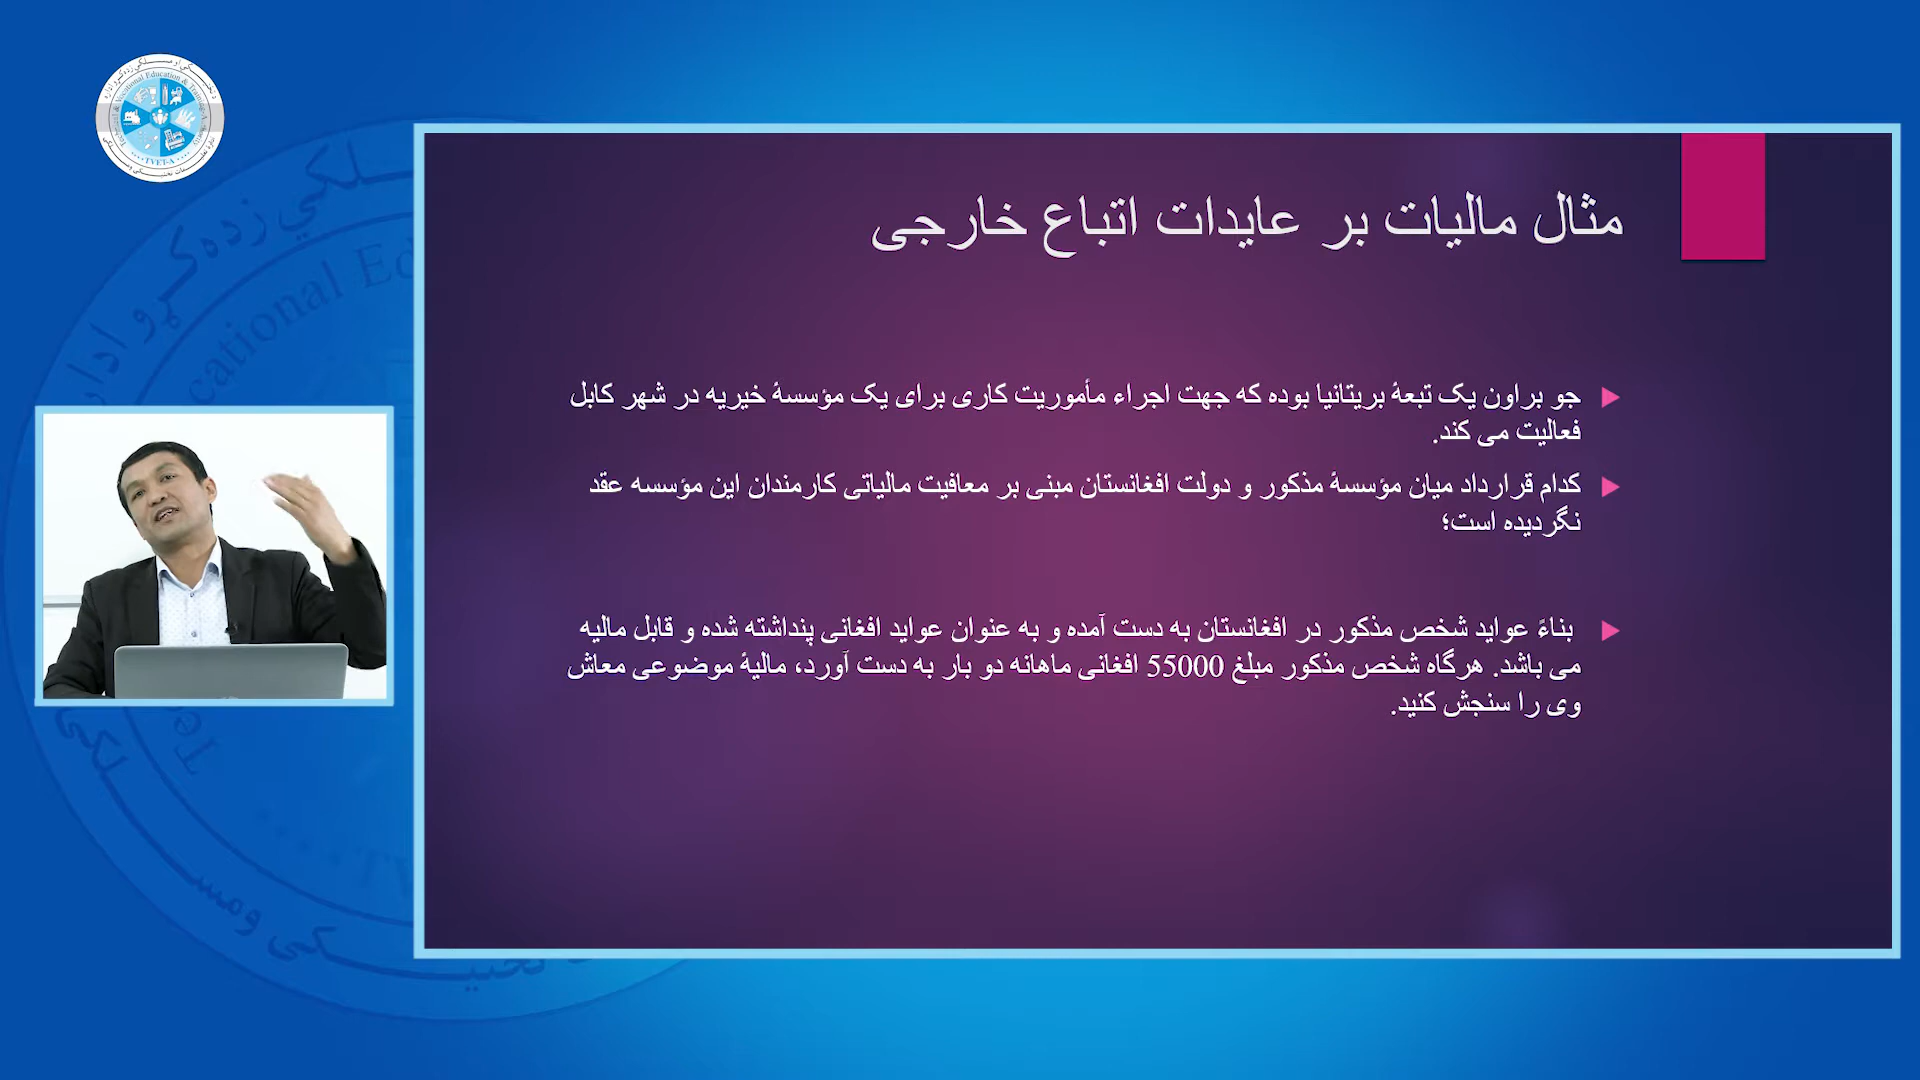 مثال مالیات بر عایدات اتباع خارجی
جو براون یک تبعهٔ بریتانیا بوده که جهت اجراء مأموریت کاری برای یک مؤسسهٔ خیریه در شهر کابل
فعالیت می کند.
کدام قرارداد میان مؤسسهٔ مذکور و دولت افغانستان مبنی بر معافیت مالیاتی کارمندان این مؤسسه عقد
نگردیده است؛
بناءً عواید شخص مذکور در افغانستان به دست آمده و به عنوان عواید افغانی پنداشته شده و قابل مالیه
می باشد. هرگاه شخص مذکور مبلغ 55000 افغانی ماهانه دو بار به دست آورد، مالیهٔ موضوعی معاش
وی را سنجش کنید.
TVET-A